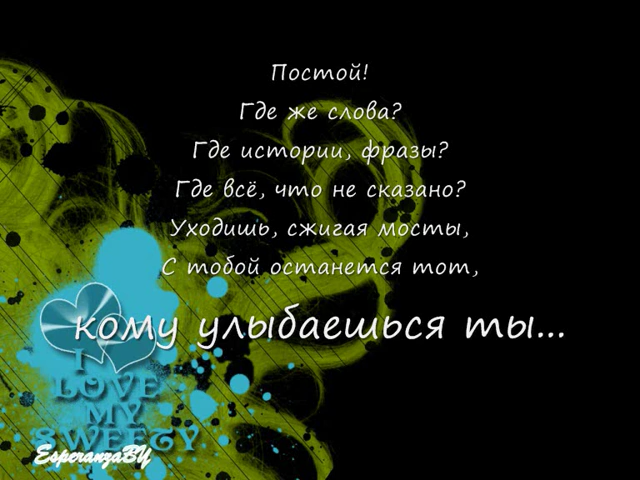 Постой!
Где же слова?
Где истории, фразы?
Где всё, что не сказано?
Уходишь, сжигая мосты,
С тобой останется тот,
кому улыбаешься ты...
I
LOVE
MY
SWEETY
EsperanzaBY